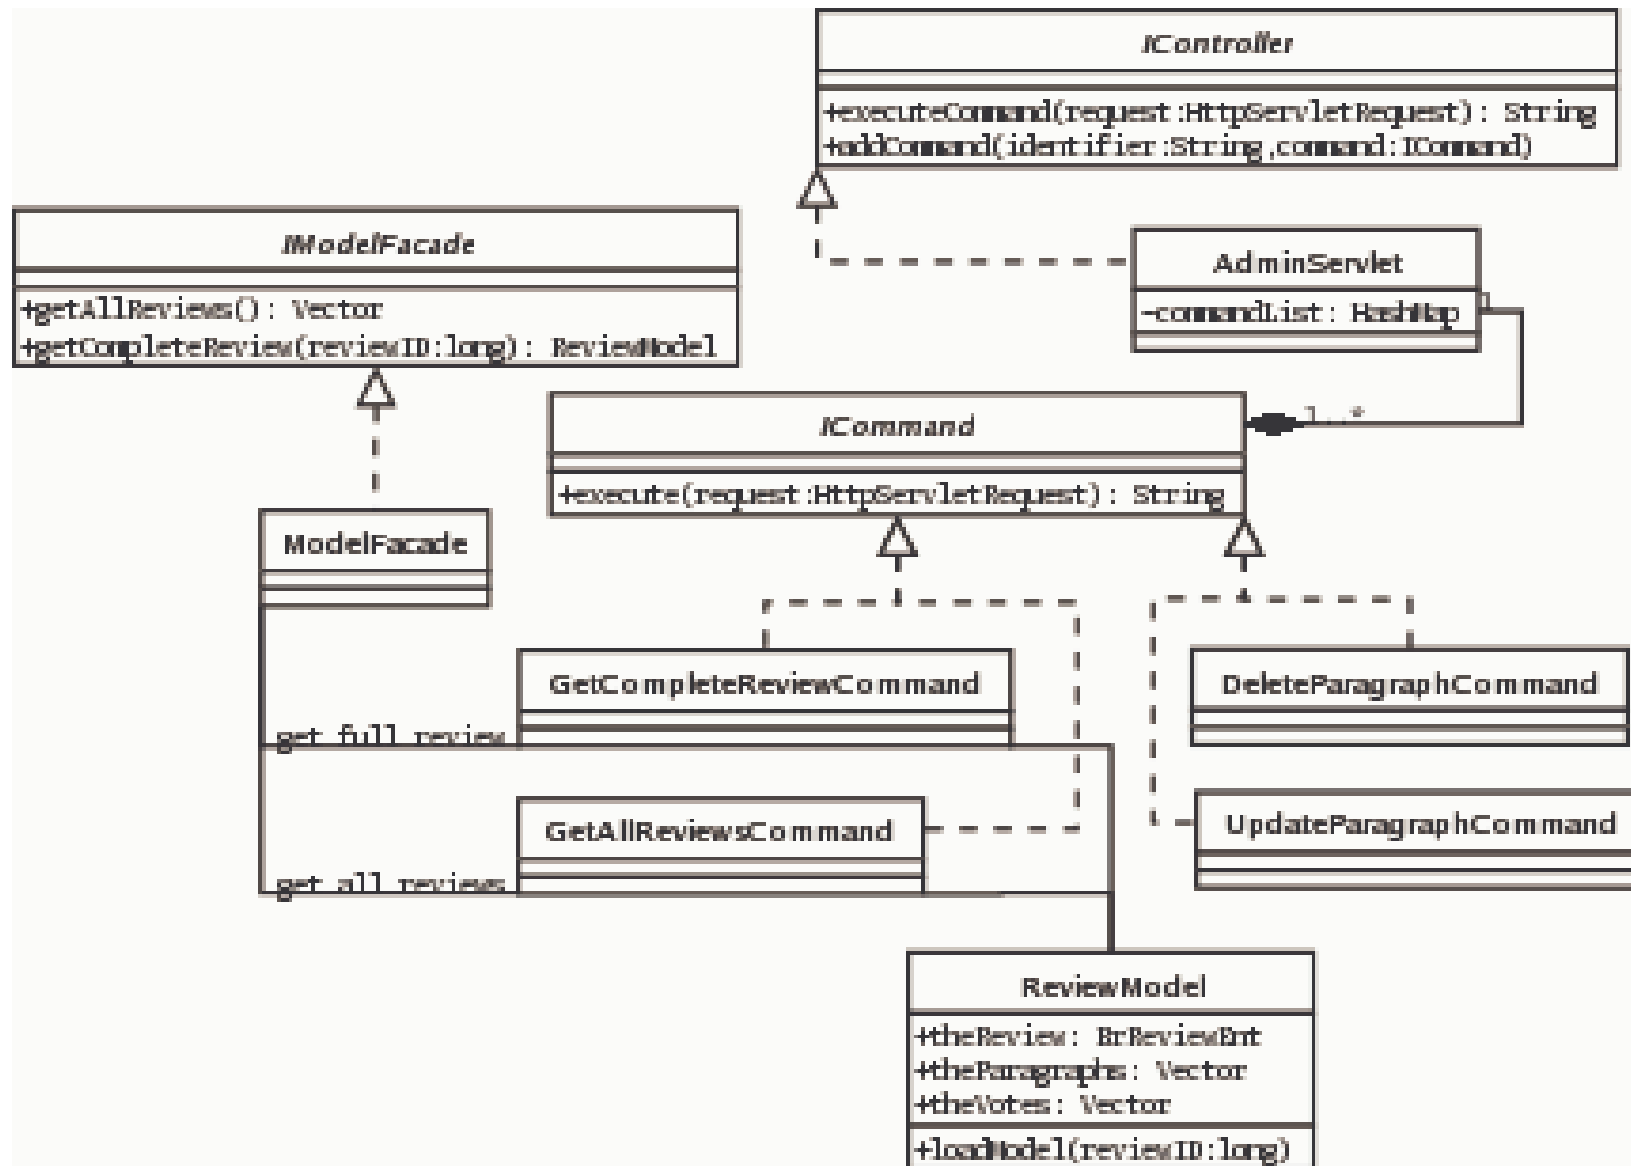 IController
+executeCommand(request:HttpServletRequest): String
+addCommand(identifier:String,command:ICommand)
IModelFacade
+getAllReviews(): Vector
+getCompleteReview(reviewID:long): ReviewModel
AdminServlet
-commandList: HashMap
1
ICommand
1..*
+execute(request:HttpServletRequest): String
ModelFacade
GetCompleteReviewCommand
DeleteParagraphCommand
get full review
GetAllReviewsCommand
UpdateParagraphCommand
get all reviews
ReviewModel
+theReview: BrReviewEnt
+theParagraphs: Vector
+theVotes: Vector
+loadModel(reviewID:long)